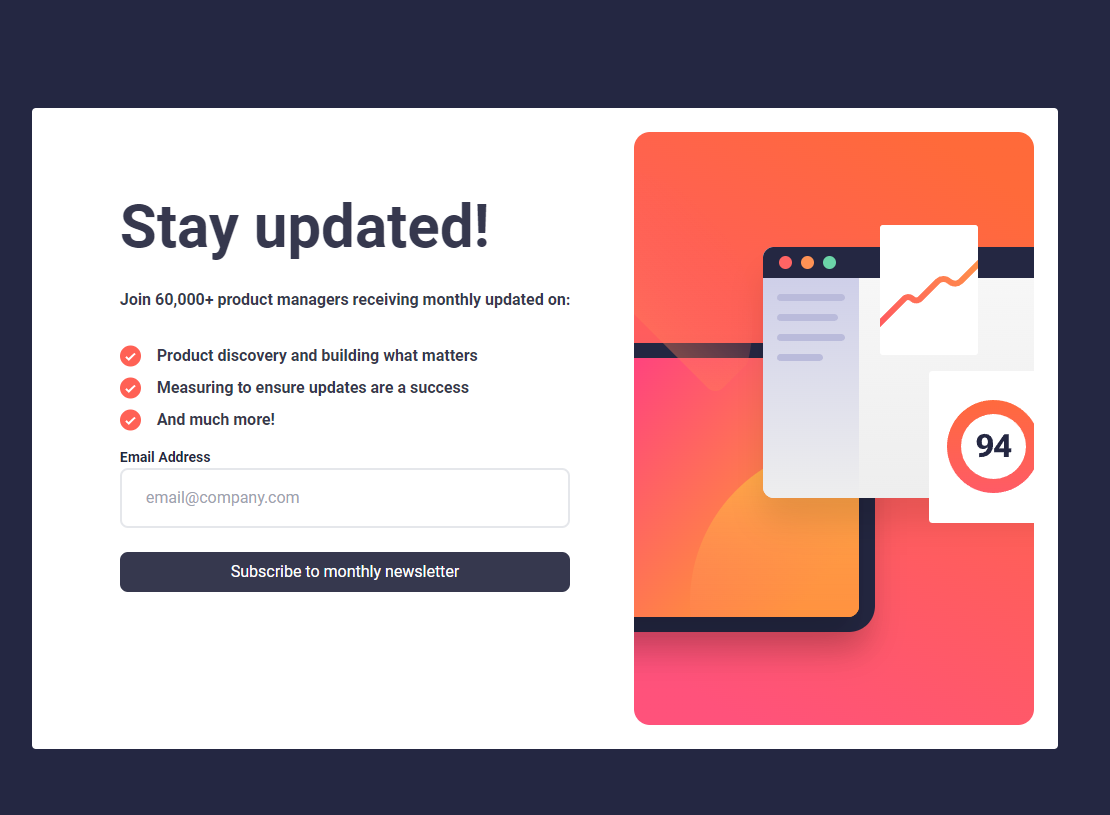 Stay updated!
Join 60,000+ product managers receiving monthly updated on:
Product discovery and building what matters
Measuring to ensure updates are a success
And much more!
Email Address
email@company.com
Subscribe to monthly newsletter
94